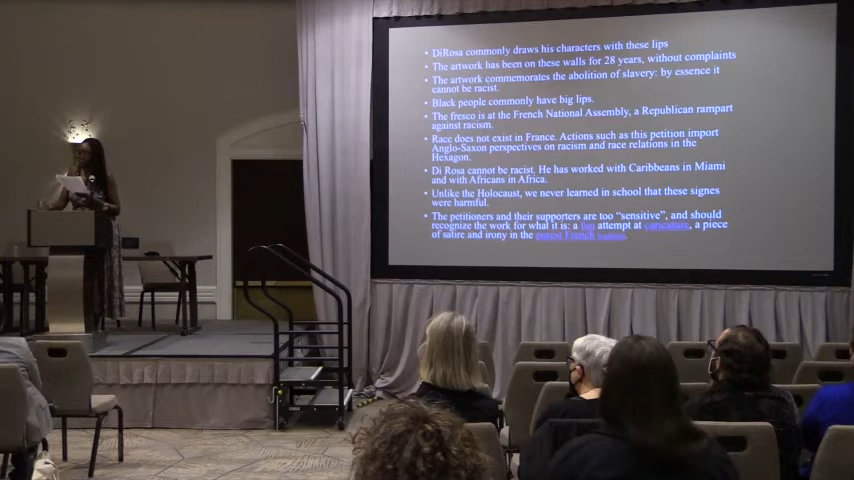 • DiRosa commonly draws his characters with these lips
• The artwork has been on these walls for 28 years, without complaints
• The artwork commemorates the abolition of slavery: by essence it
cannot be racist.
• Black people commonly have big lips.
• The fresco is at the French National Assembly, a Republican rampart
against racism.
• Race does not exist in France. Actions such as this petition import
Anglo-Saxon perspectives on racism and race relations in the
Hexagon.
• Di Rosa cannot be racist. He has worked with Caribbeans in Miami
and with Africans in Africa.
• Unlike the Holocaust, we never learned in school that these signes
were harmful.
• The petitioners and their supporters are too “sensitive”, and should
recognize the work for what it is: a attempt at caricature, a piece
of satire and irony in the purest French